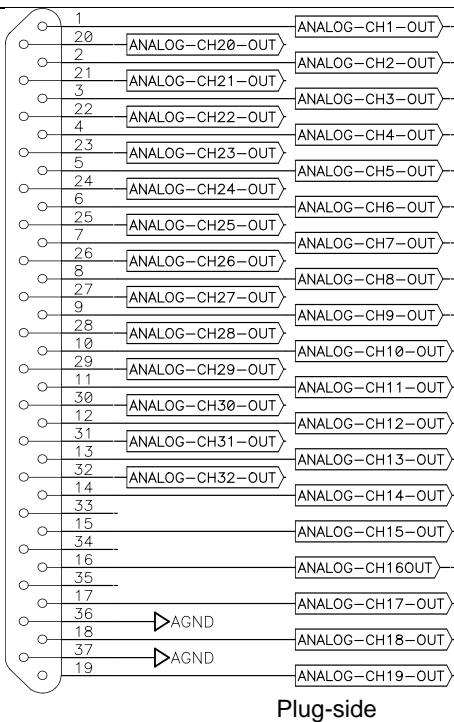 1 ANALOG-CH1-OUT
20 ANALOG-CH20-OUT
2 ANALOG-CH2-OUT
21 ANALOG-CH21-OUT
3 ANALOG-CH3-OUT
22 ANALOG-CH22-OUT
4 ANALOG-CH4-OUT
23 ANALOG-CH23-OUT
5 ANALOG-CH5-OUT
24 ANALOG-CH24-OUT
6 ANALOG-CH6-OUT
25 ANALOG-CH25-OUT
7 ANALOG-CH7-OUT
26 ANALOG-CH26-OUT
8 ANALOG-CH8-OUT
27 ANALOG-CH27-OUT
9 ANALOG-CH9-OUT
28 ANALOG-CH28-OUT
10 ANALOG-CH10-OUT
29 ANALOG-CH29-OUT
11 ANALOG-CH11-OUT
30 ANALOG-CH30-OUT
12 ANALOG-CH12-OUT
31 ANALOG-CH31-OUT
13 ANALOG-CH13-OUT
32 ANALOG-CH32-OUT
14 ANALOG-CH14-OUT
33
15 ANALOG-CH15-OUT
34
16 ANALOG-CH16OUT
35
17 ANALOG-CH17-OUT
36 AGND
18 ANALOG-CH18-OUT
37 AGND
19 ANALOG-CH19-OUT
Plug-side